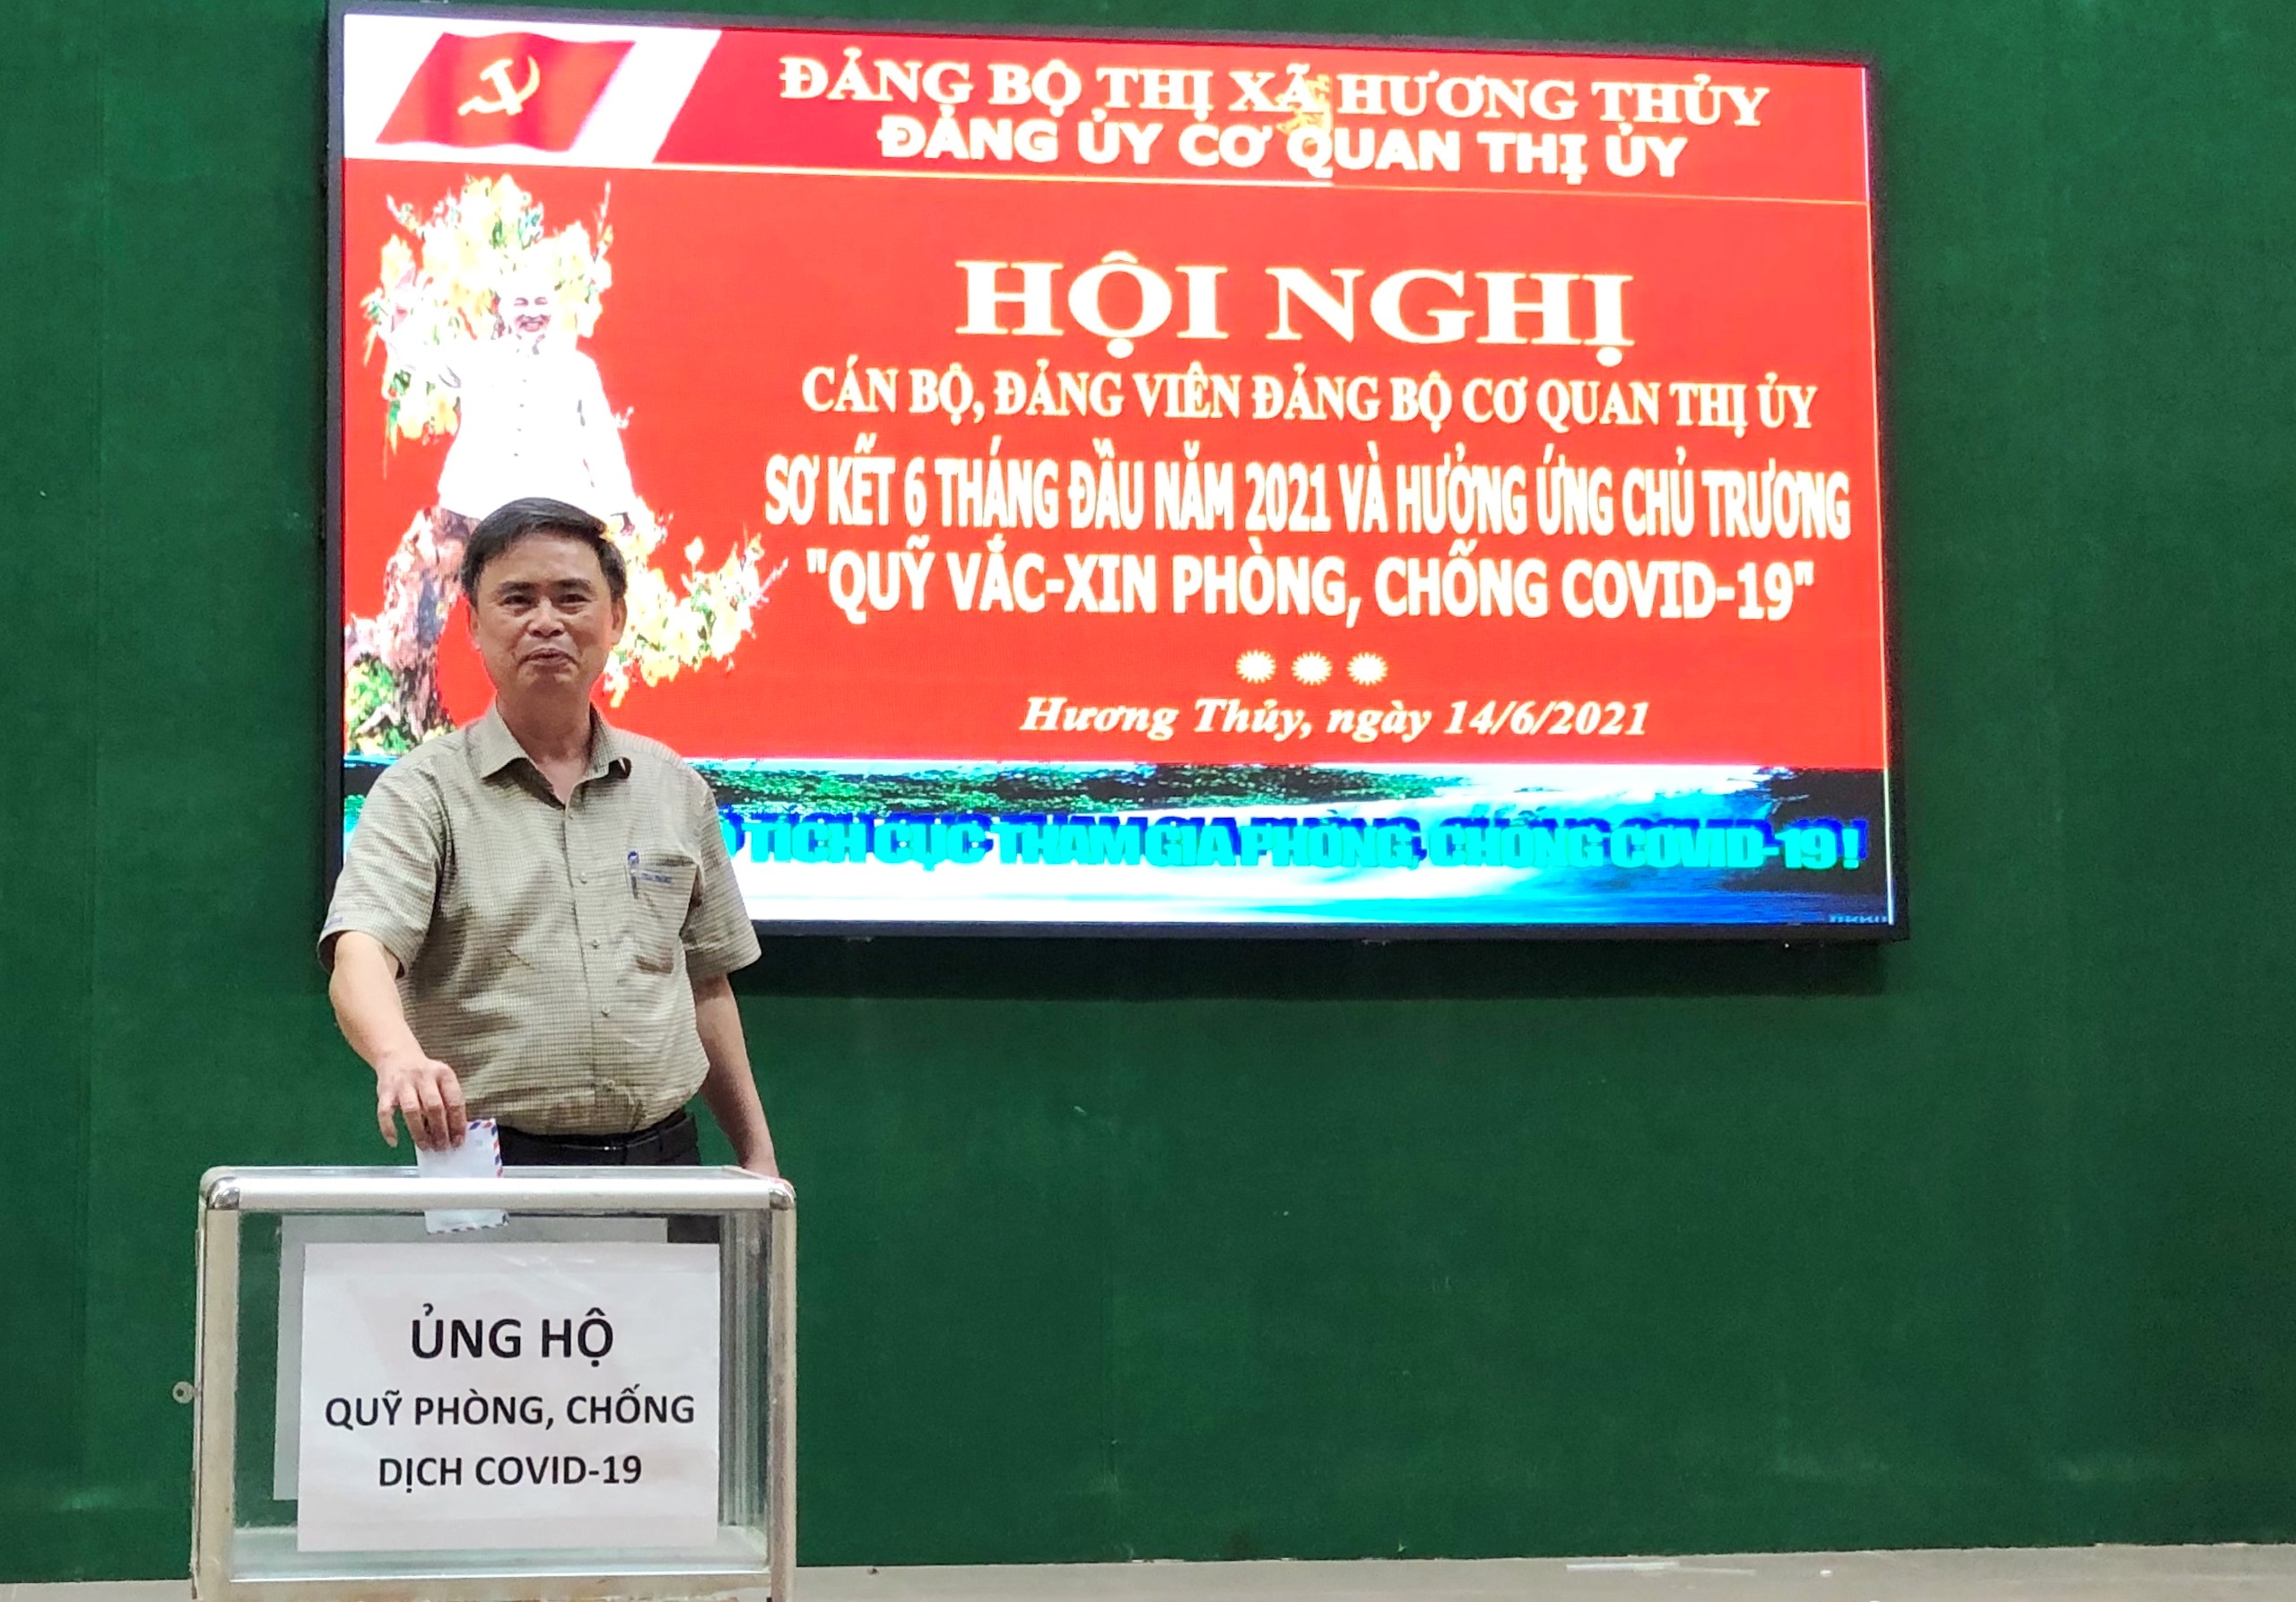 ĐẢNG BỘ THỊ XÃ HƯƠNG THỦY
ĐẢNG ỦY CƠ QUAN THỊ ỦY
HỘI NGHỊ
CÁN BỘ, ĐẢNG VIÊN ĐẢNG BỘ CƠ QUAN THỊ ỦY
SƠ KẾT 6 THÁNG ĐẦU NĂM 2021 VÀ HƯỞNG ỨNG CHỦ TRƯƠNG
"QUỸ VẮC-XIN PHÒNG, CHỐNG COVID-19"
Hương Thủy, ngày 14/6/2021
TÍCH CỰC THAM GIA PHÒNG, CHỐNG COVID-19 !
ỦNG HỘ
QUỸ PHÒNG, CHỐNG
DỊCH COVID-19